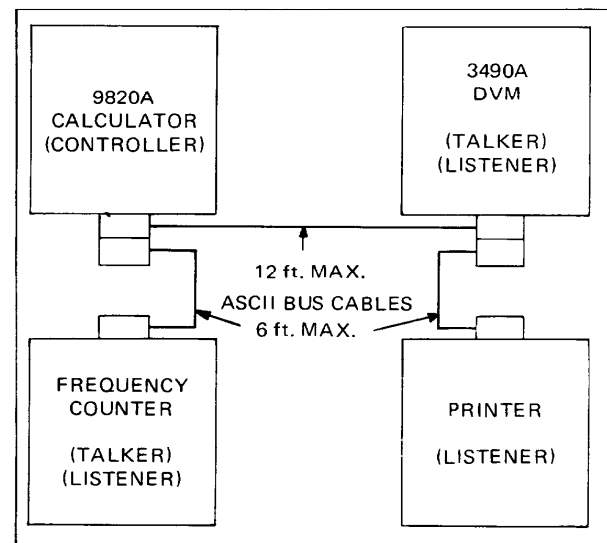 9820A
CALCULATOR
(CONTROLLER)
3490A
DVM
(TALKER)
(LISTENER)
12 ft. MAX.
ASCII BUS CABLES
6 ft. MAX.
FREQUENCY
COUNTER
(TALKER)
(LISTENER)
PRINTER
(LISTENER)